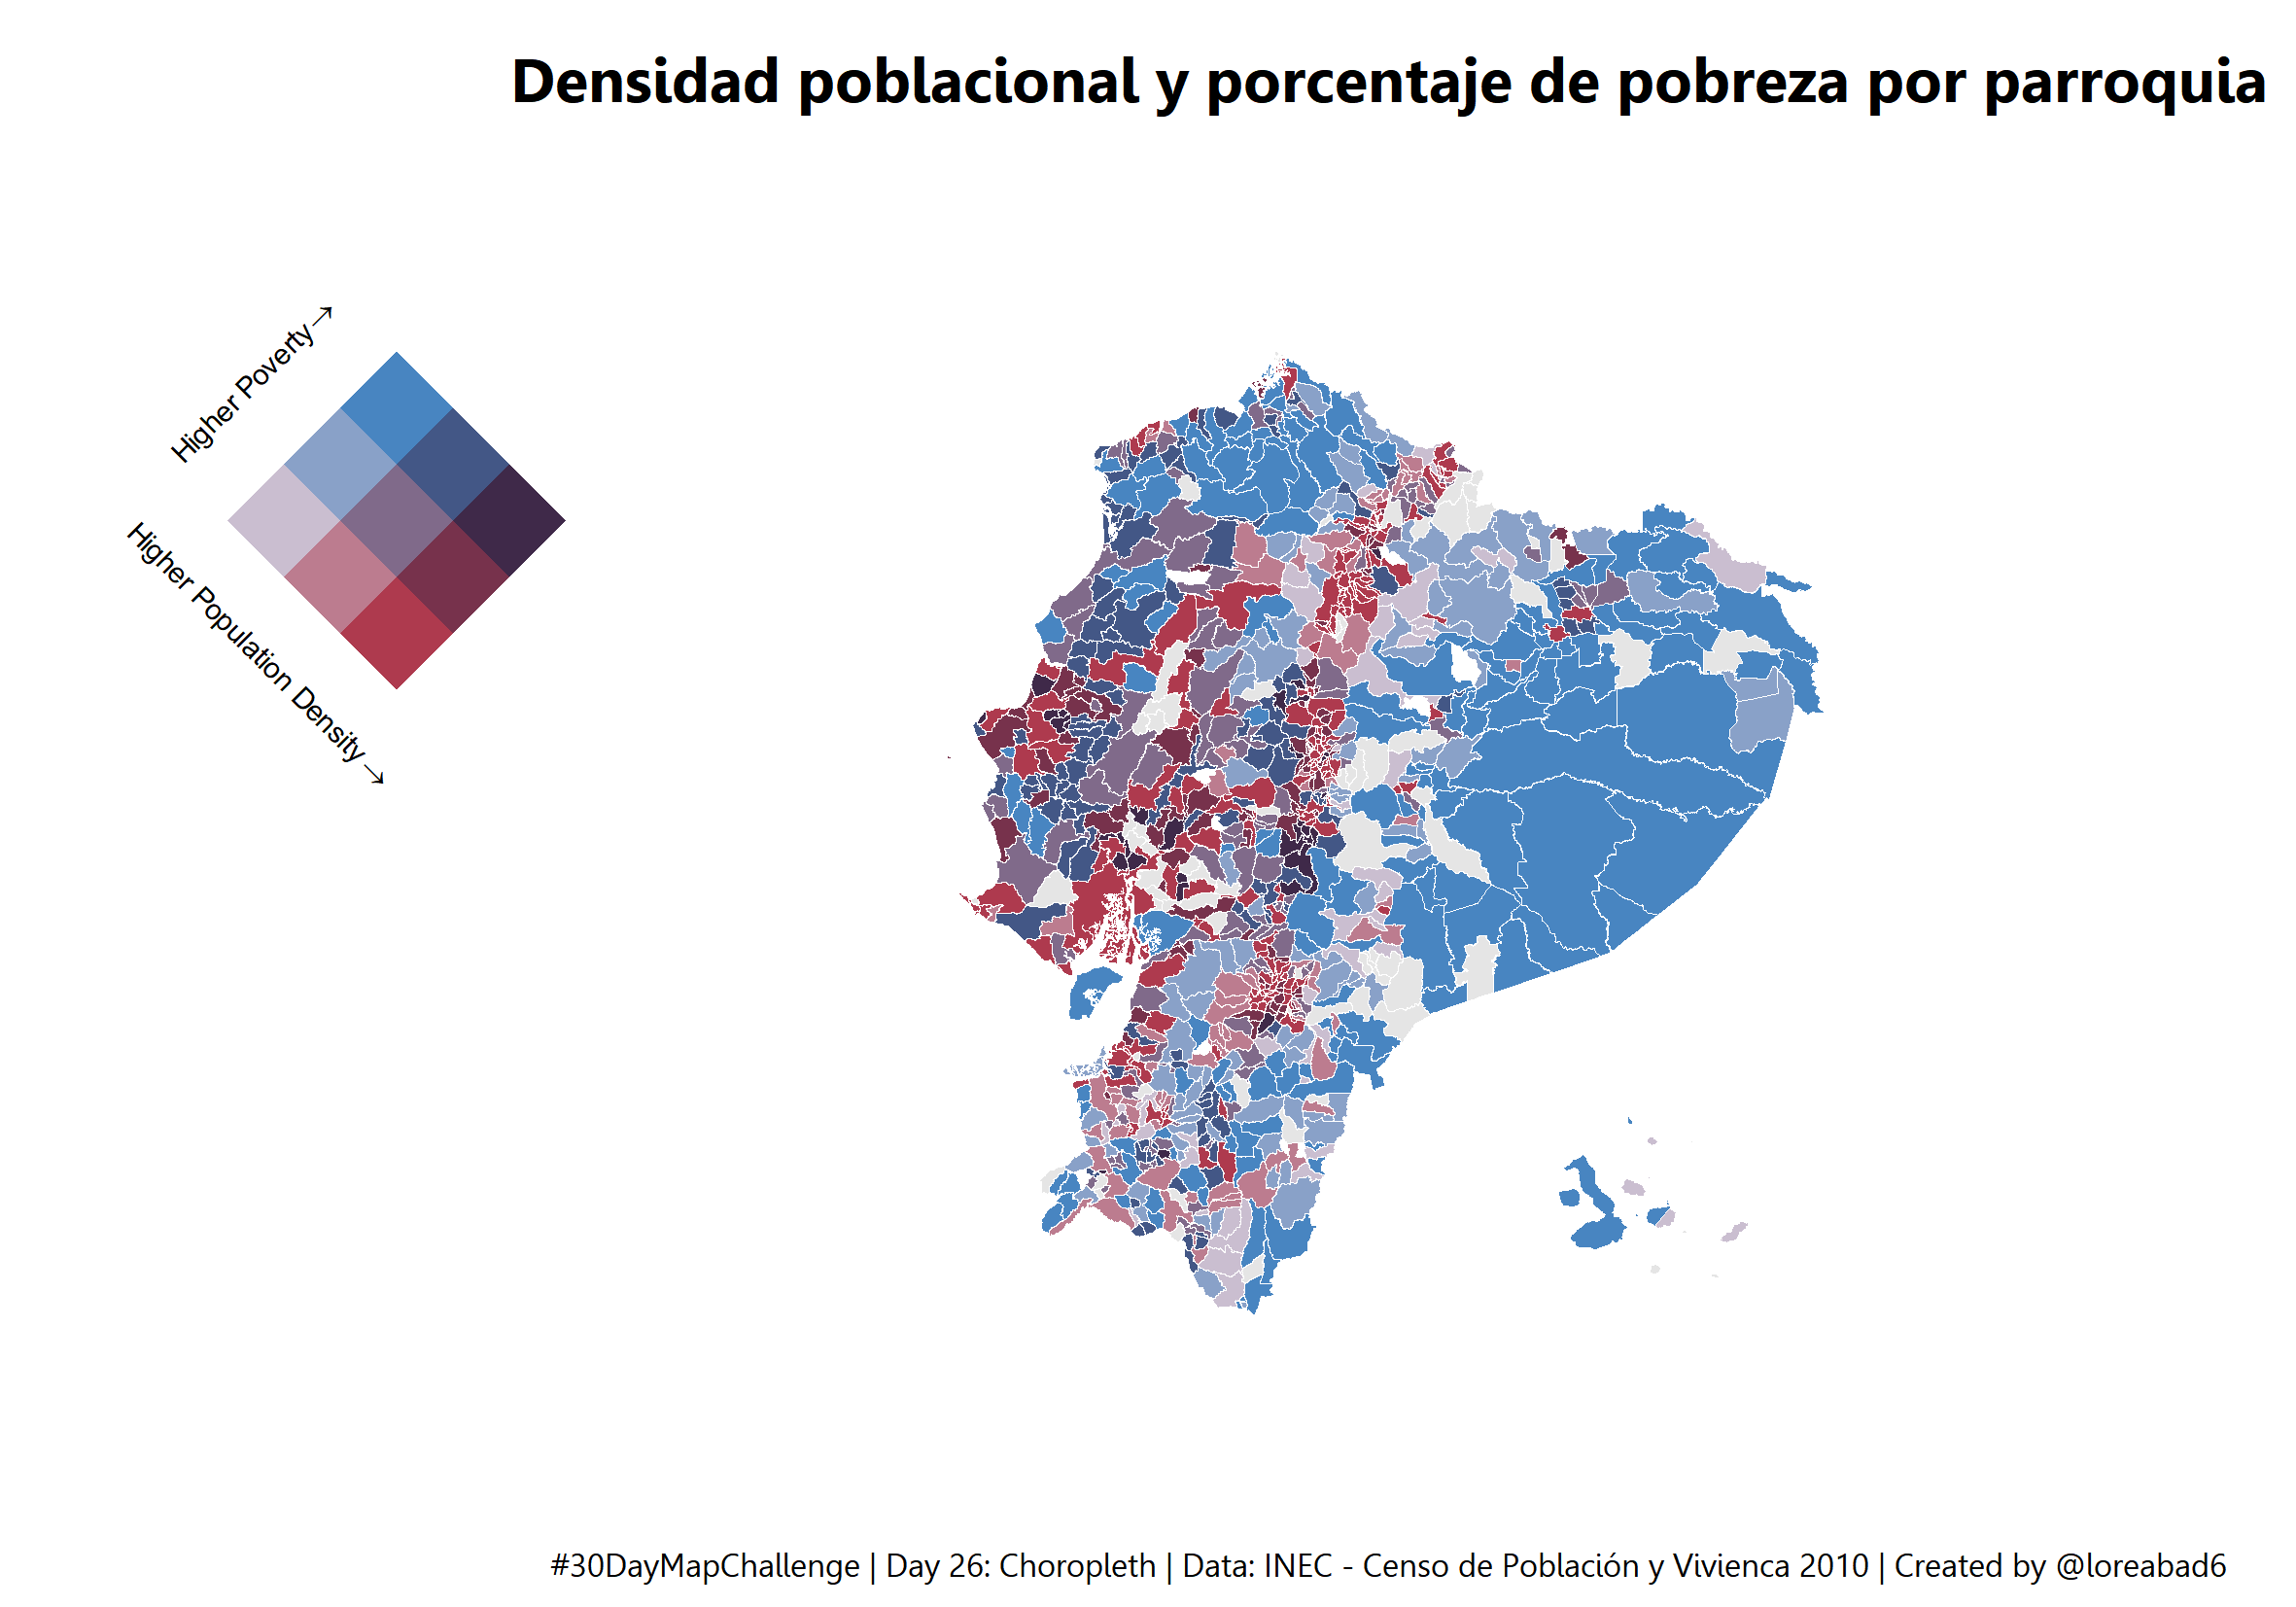 Densidad poblacional y porcentaje de pobreza por parroquia
Higher Poverty →
Higher Population Density →
#30DayMapChallenge | Day 26: Choropleth | Data: INEC - Censo de Población y Vivienca 2010 | Created by @loreabad6